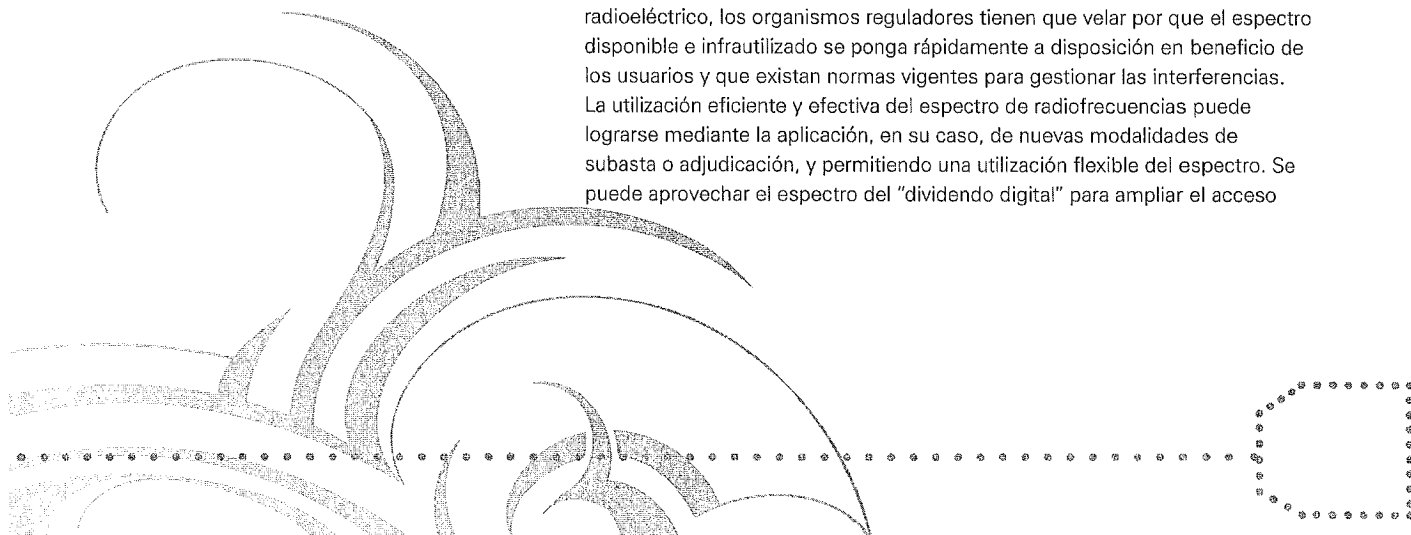 radioeléctrico, los organismos reguladores tienen que velar por que el espectro
disponible e infrautilizado se ponga rápidamente a disposición en beneficio de
los usuarios y que existan normas vigentes para gestionar las interferencias.
La utilización eficiente y efectiva del espectro de radiofrecuencias puede
lograrse mediante la aplicación, en su caso, de nuevas modalidades de
subasta o adjudicación, y permitiendo una utilización flexible del espectro. Se
puede aprovechar el espectro del "dividendo digital" para ampliar el acceso